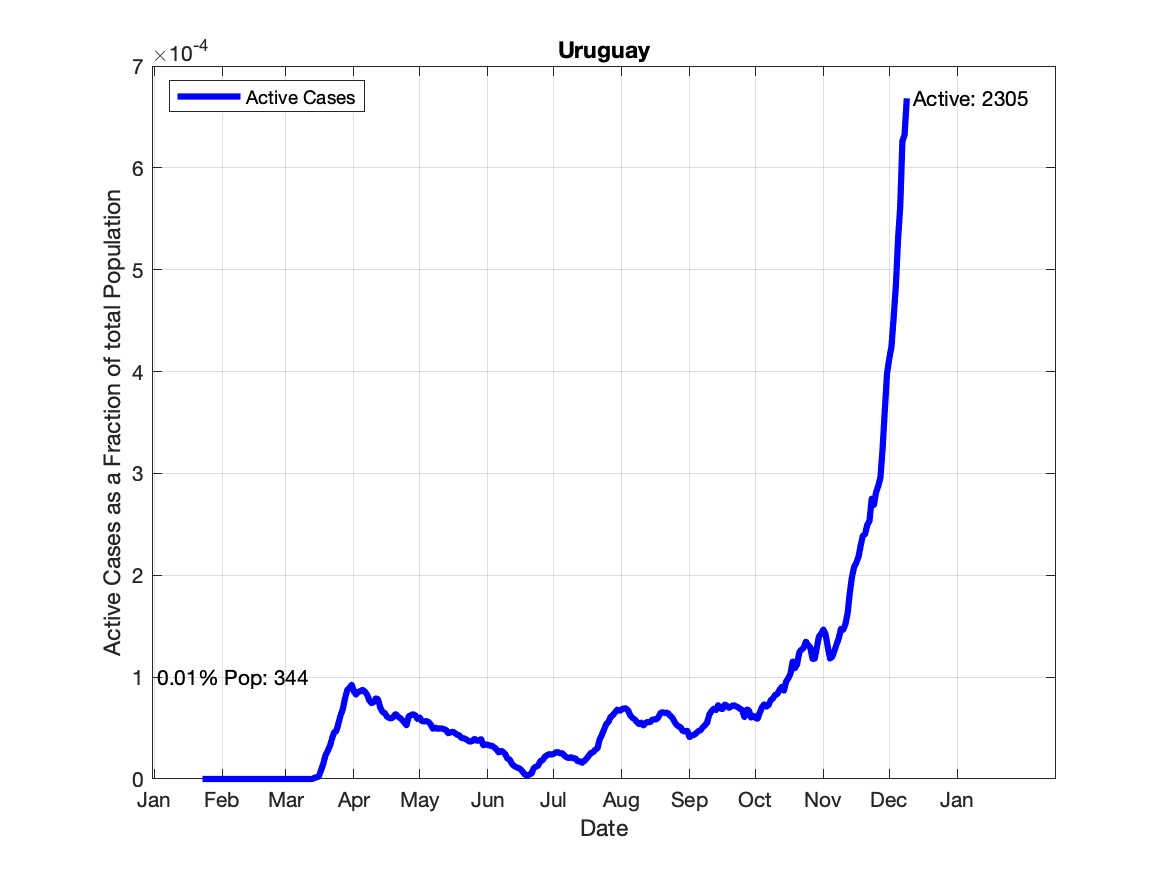 Uruguay
×10-4
7
6
5
4
3
2
1
0
Active Cases as a Fraction of total Population
Active Cases
Active: 2305
0.01% Pop: 344
Jan Feb Mar Apr May Jun Jul Aug Sep Oct Nov Dec Jan
Date